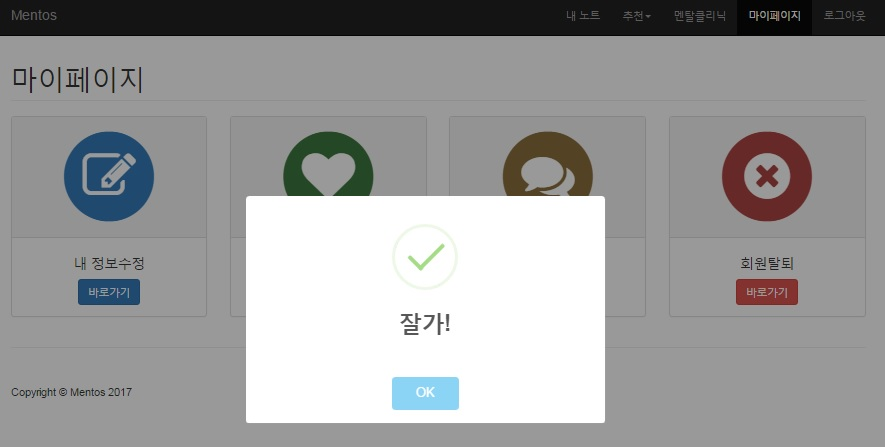 Mentos 내 노트 추천 멘탈클리닉 마이페이지 로그아웃
마이페이지
내 정보수정
바로가기
회원탈퇴
바로가기
잘가!
OK
Copyright © Mentos 2017